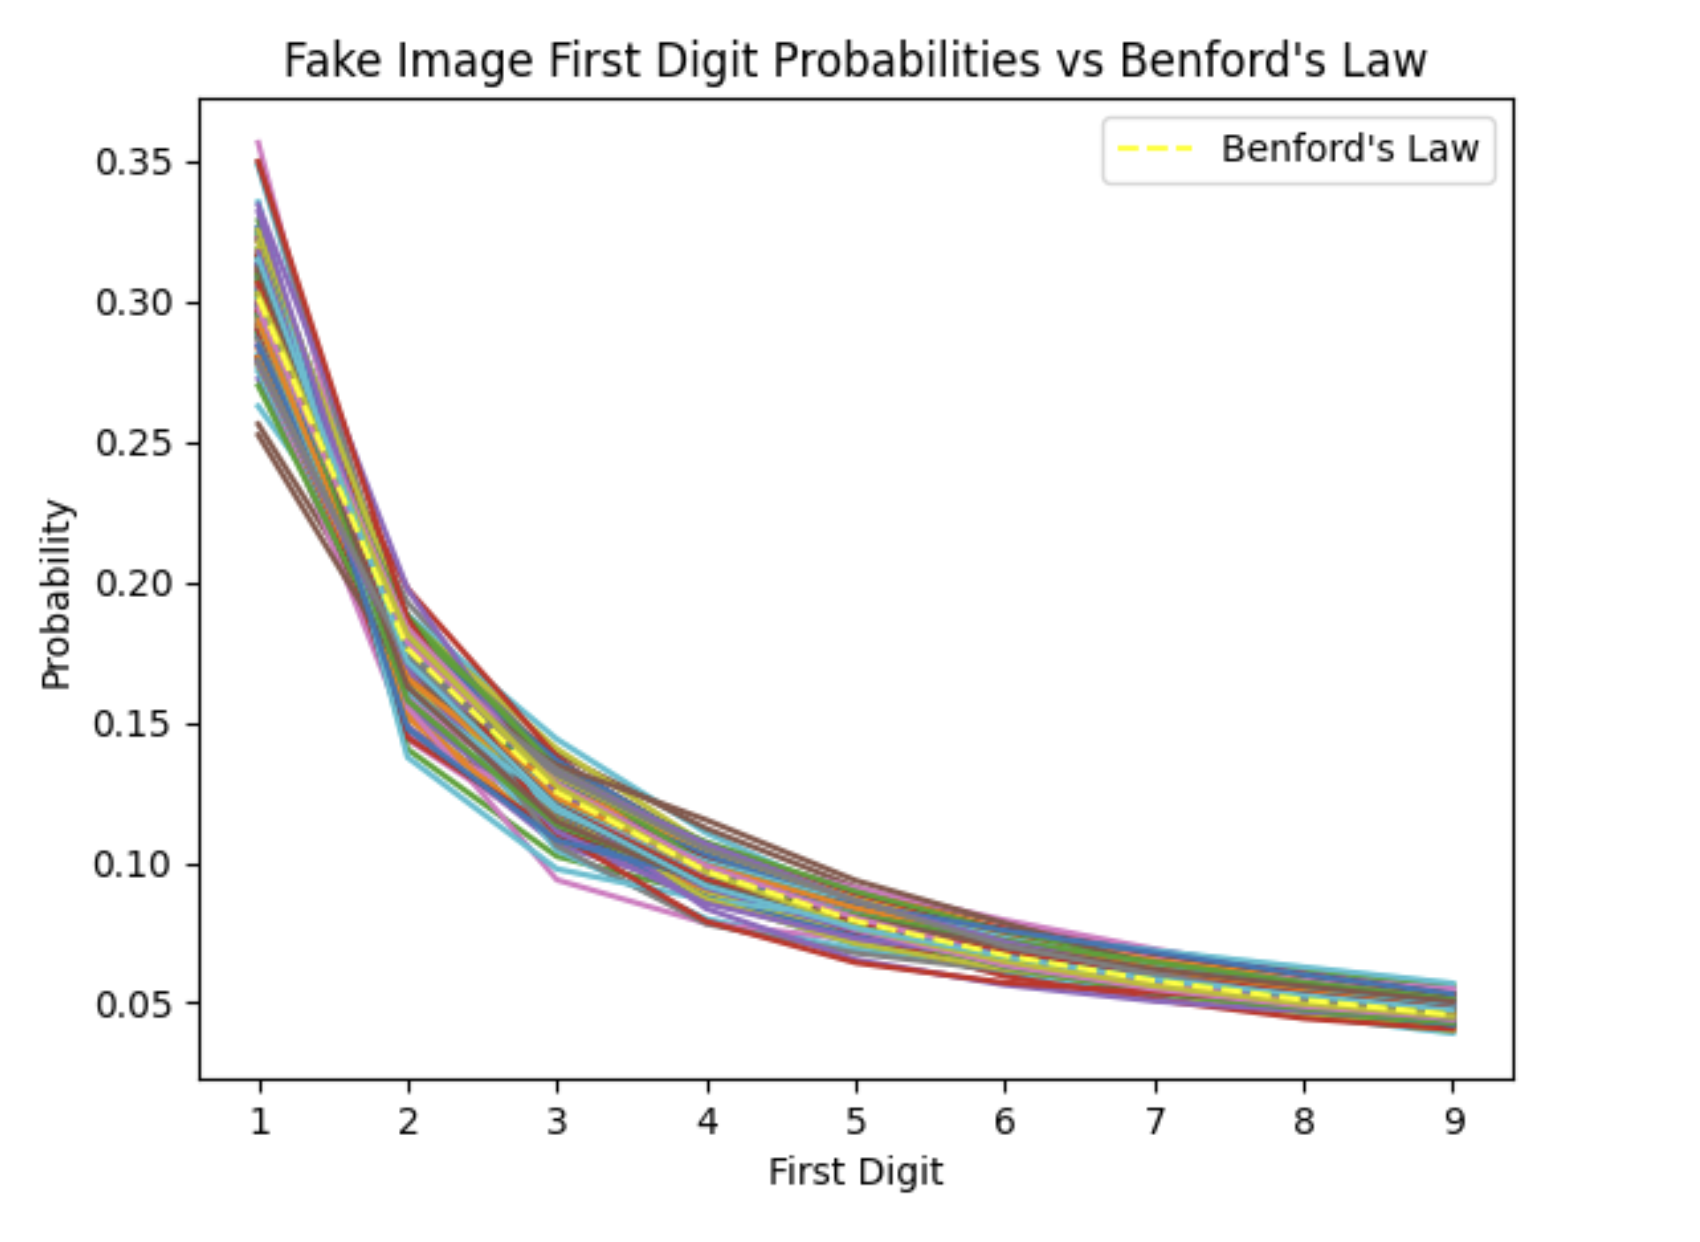 Fake Image First Digit Probabilities vs Benford's Law
Benford's Law
0.35
0.30
0.25
0.20
0.15
0.10
0.05
Probability
1 2 3 4 5 6 7 8 9
First Digit